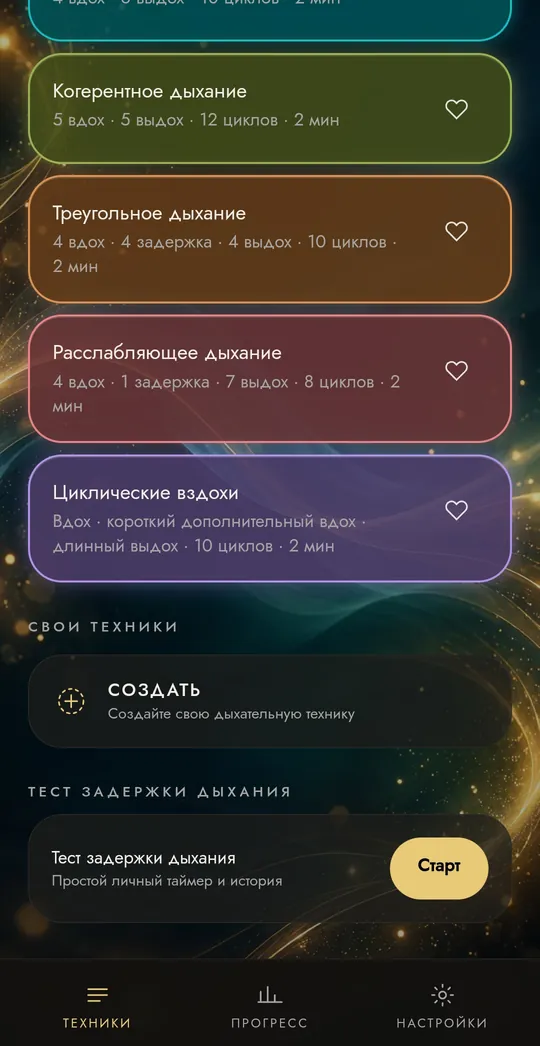 Когерентное дыхание
5 вдох · 5 выдох · 12 циклов · 2 мин
Треугольное дыхание
4 вдох · 4 задержка · 4 выдох · 10 циклов ·
2 мин
Расслабляющее дыхание
4 вдох · 1 задержка · 7 выдох · 8 циклов · 2
мин
Циклические вздохи
Вдох · короткий дополнительный вдох ·
длинный выдох · 10 циклов · 2 мин
СВОИ ТЕХНИКИ
СОЗДАТЬ
Создайте свою дыхательную технику
ТЕСТ ЗАДЕРЖКИ ДЫХАНИЯ
Тест задержки дыхания
Простой личный таймер и история
Старт
ТЕХНИКИ
ПРОГРЕСС
НАСТРОЙКИ